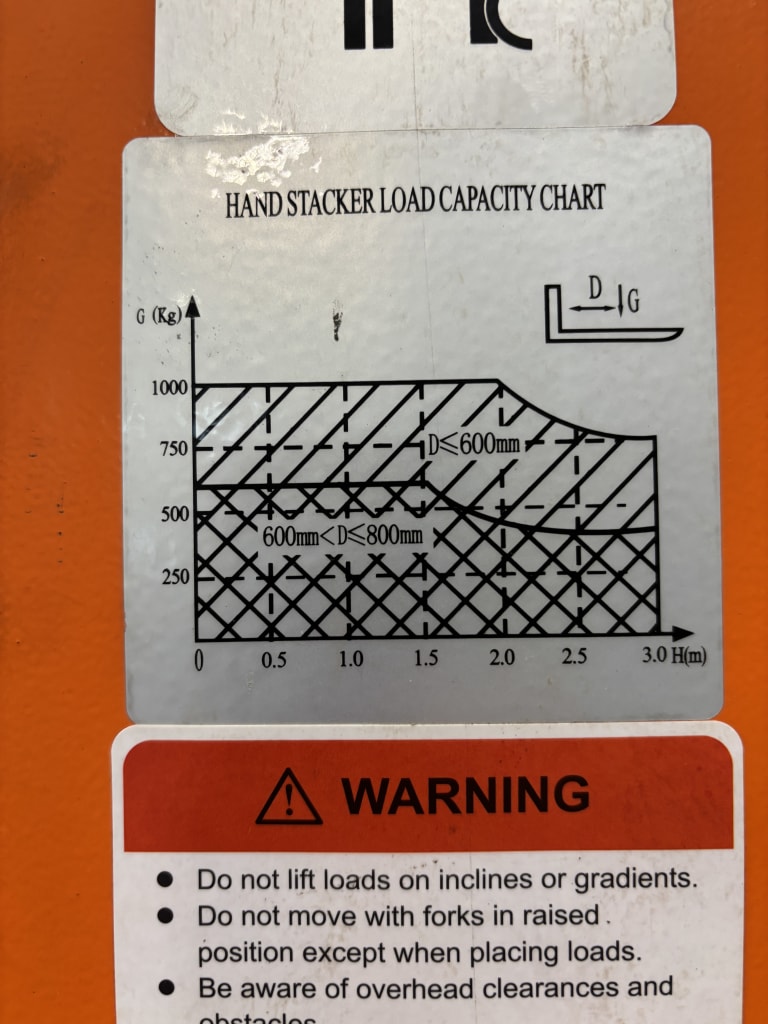 HAND STACKER LOAD CAPACITY CHART
D G
G (Kg)
1000
750
D≤600mm
500
600mm<D≤800mm
250
0 0.5 1.0 1.5 2.0 2.5 3.0 H(m)
WARNING
Do not lift loads on inclines or gradients.
Do not move with forks in raised
position except when placing loads.
Be aware of overhead clearances and
obstacles